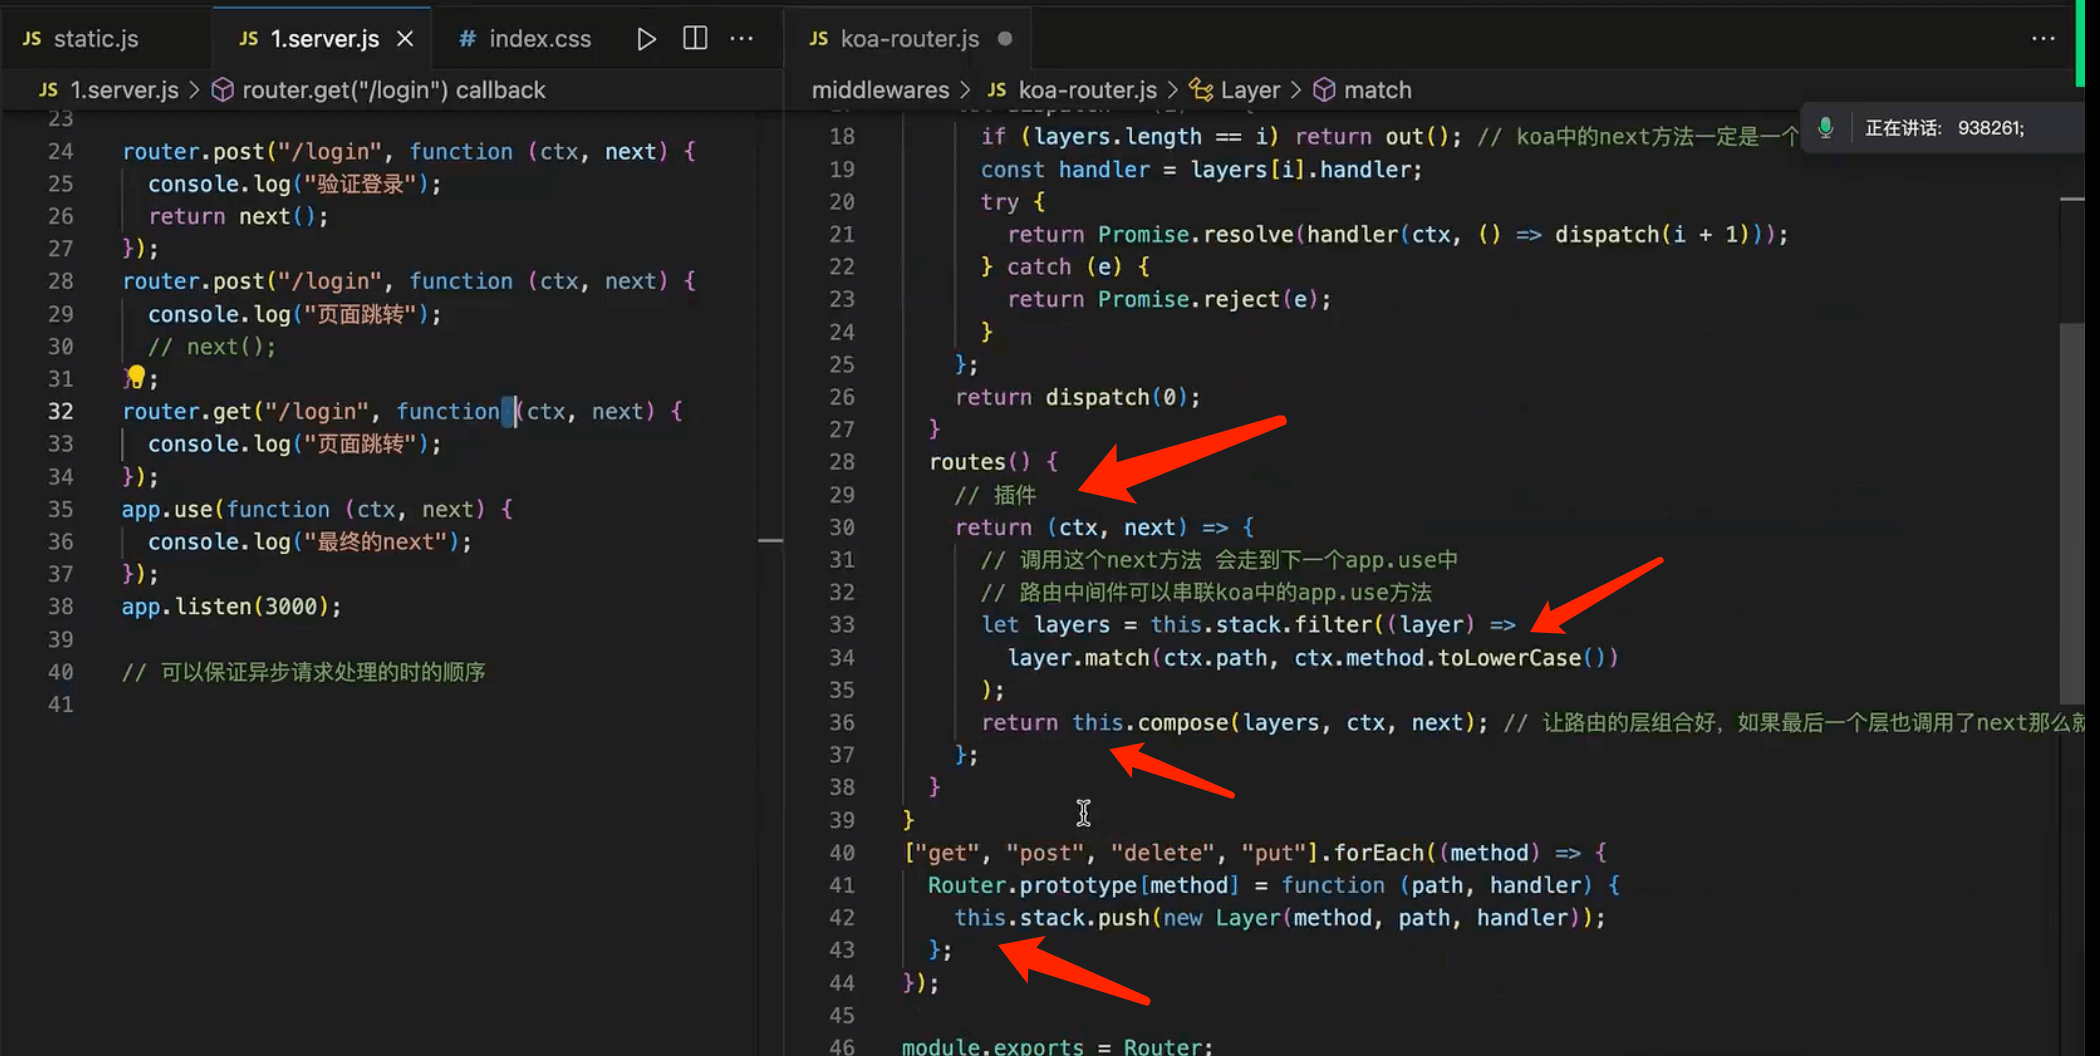 JS static.js
JS 1.server.js
# index.css
JS 1.server.js > router.get("/login") callback
23
24 router.post("/login", function (ctx, next) {
25 console.log("验证登录");
26 return next();
27 });
28 router.post("/login", function (ctx, next) {
29 console.log("页面跳转");
30 // next();
31 };
32 router.get("/login", function (ctx, next) {
33 console.log("页面跳转");
34 });
35 app.use(function (ctx, next) {
36 console.log("最终的next");
37 });
38 app.listen(3000);
39
40 // 可以保证异步请求处理的时的顺序
41
JS koa-router.js
middlewares > JS koa-router.js > Layer > match
正在讲话: 938261;
18 if (layers.length == i) return out(); // koa中的next方法一定是一个
19 const handler = layers[i].handler;
20 try {
21 return Promise.resolve(handler(ctx, () => dispatch(i + 1)));
22 } catch (e) {
23 return Promise.reject(e);
24 }
25 };
26 return dispatch(0);
27 }
28 routes() {
29 // 插件
30 return (ctx, next) => {
31 // 调用这个next方法 会走到下一个app.use中
32 // 路由中间件可以串联koa中的app.use方法
33 let layers = this.stack.filter((layer) =>
34 layer.match(ctx.path, ctx.method.toLowerCase())
35 );
36 return this.compose(layers, ctx, next); // 让路由的层组合好，如果最后一个层也调用了next那么就
37 };
38 }
39 }
40 ["get", "post", "delete", "put"].forEach((method) => {
41 Router.prototype[method] = function (path, handler) {
42 this.stack.push(new Layer(method, path, handler));
43 };
44 });
45
46 module.exports = Router;